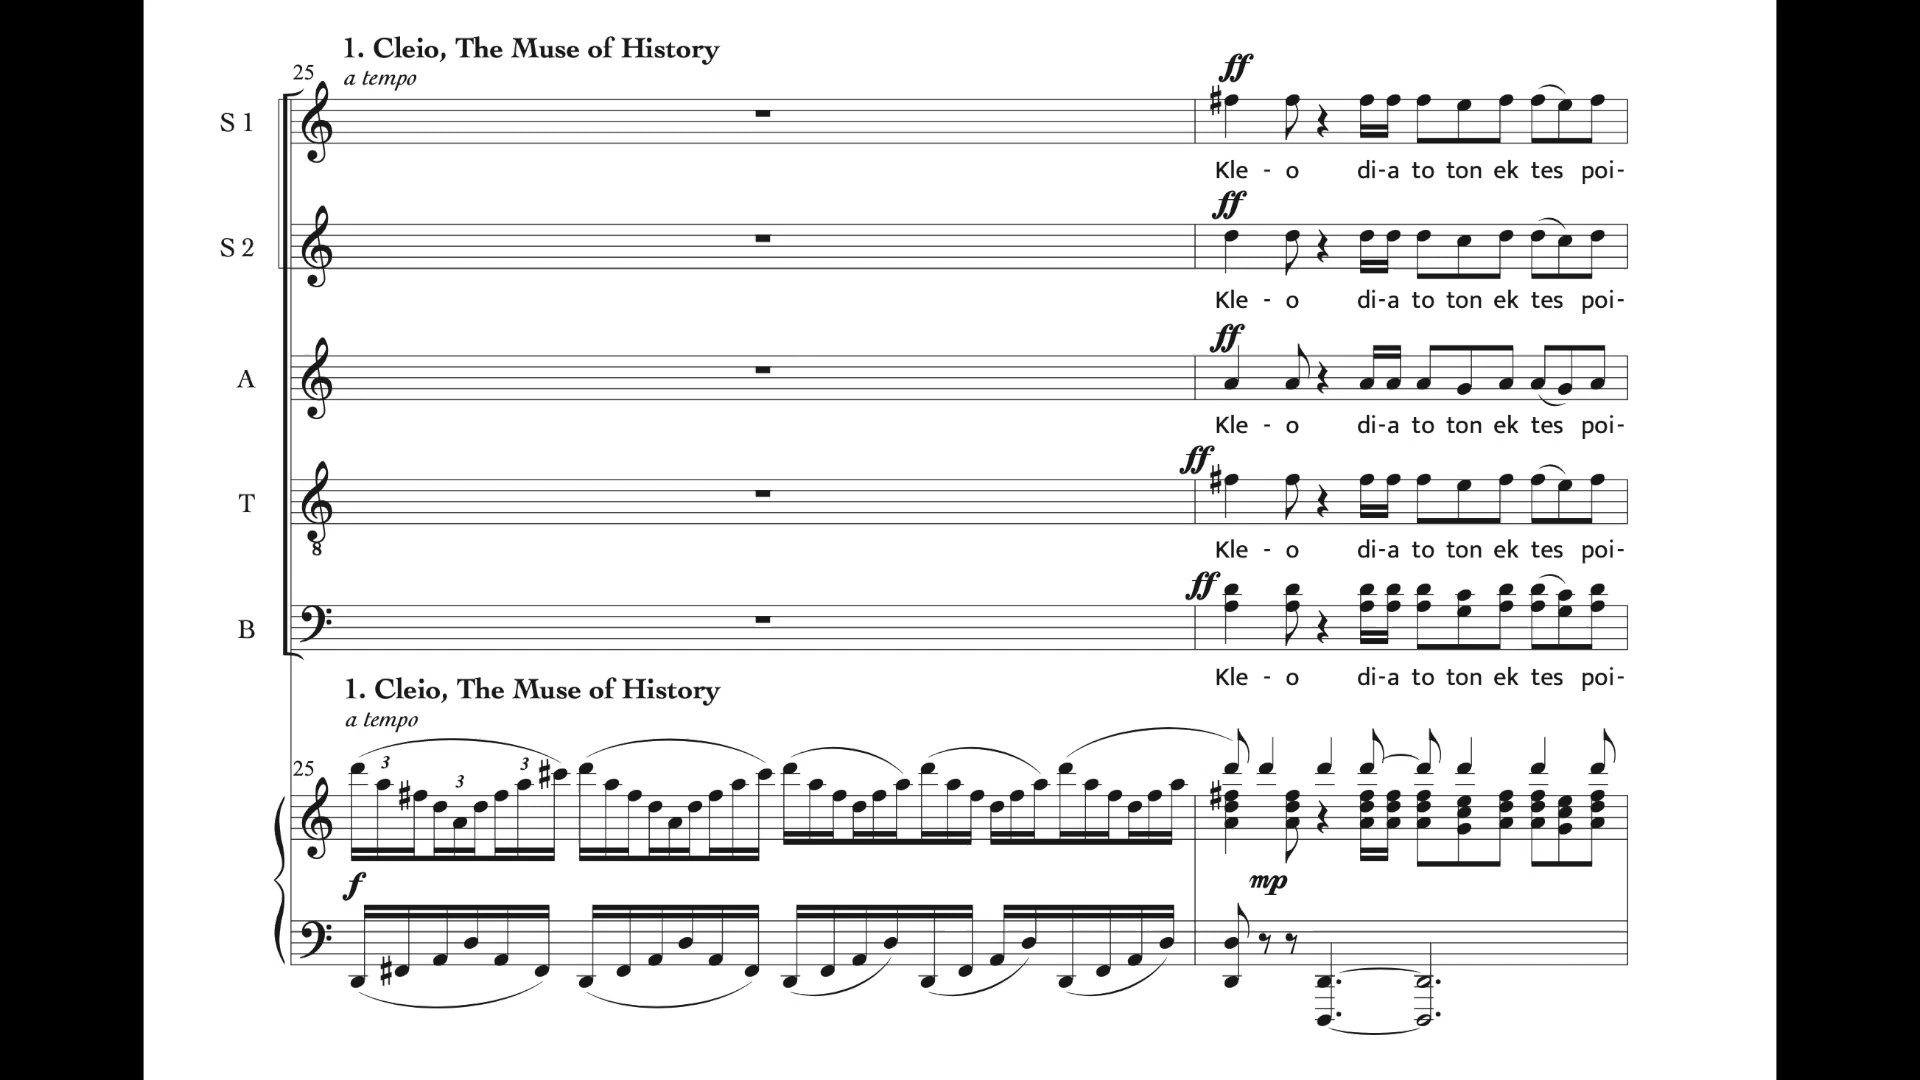 1. Cleio, The Muse of History
25
a tempo
ff
S 1
Kle - o di-a to ton ek tes poi-
ff
S 2
Kle - o di-a to ton ek tes poi-
ff
A
Kle - o di-a to ton ek tes poi-
ff
T
8
Kle - o di-a to ton ek tes poi-
ff
B
Kle - o di-a to ton ek tes poi-
1. Cleio, The Muse of History
a tempo
25
3 3 3
f mp